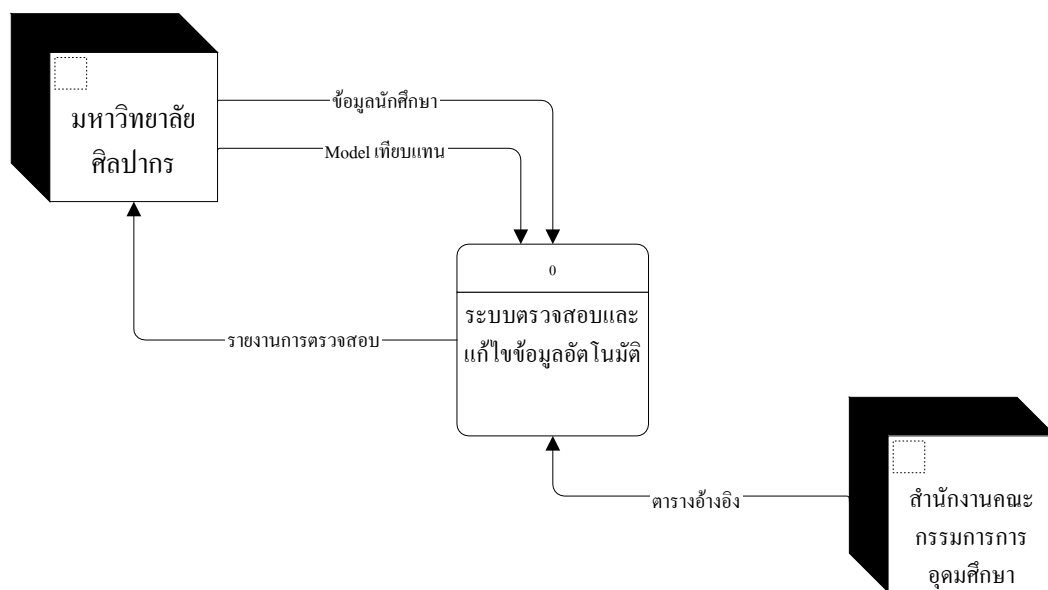 มหาวิทยาลัย
ศิลปากร
ข้อมูลนักศึกษา
Model เทียบแทน
0
ระบบตรวจสอบและ
แก้ไขข้อมูลอัตโนมัติ
รายงานการตรวจสอบ
ตารางอ้างอิง
สำนักงานคณะ
กรรมการการ
อุดมศึกษา